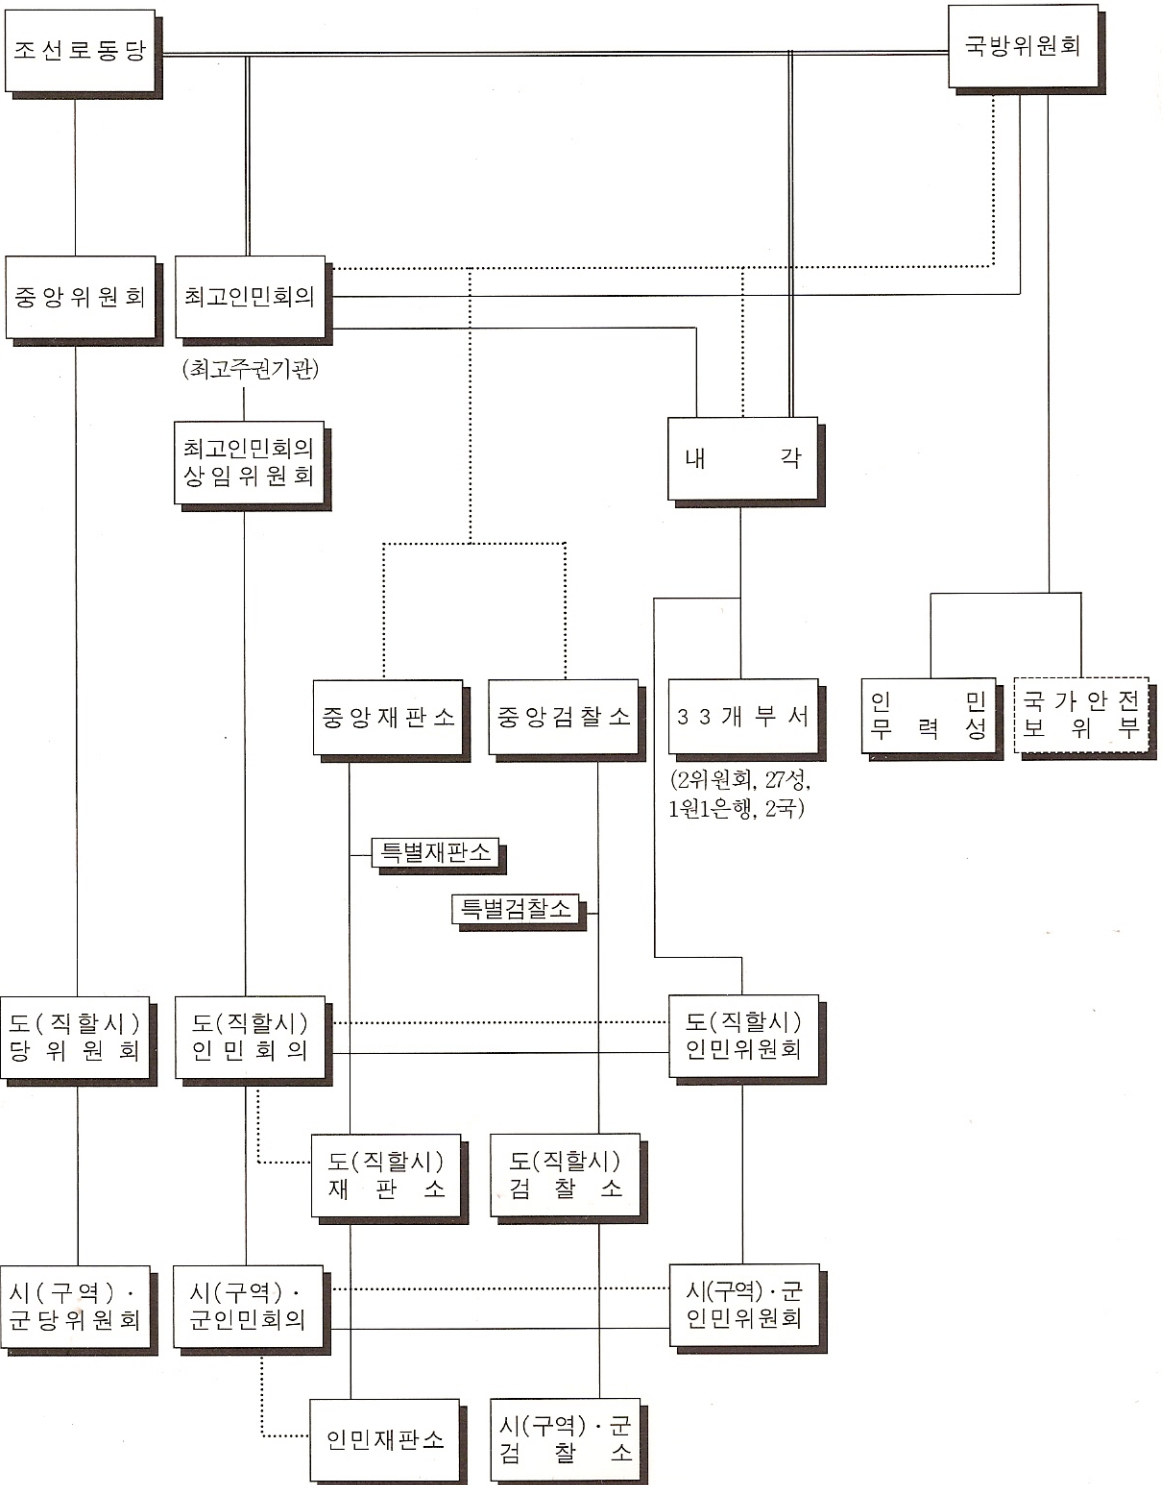 조선로동당
국방위원회
중앙위원회
최고인민회의
(최고주권기관)
최고인민회의
상임위원회
내 각
중앙재판소
중앙검찰소
33개부서
(2위원회, 27성,
1원1은행, 2국)
인 민
무 력 성
국가안전
보 위 부
특별재판소
특별검찰소
도(직할시)
당 위 원 회
도(직할시)
인 민 회 의
도(직할시)
인민위원회
도(직할시)
재 판 소
도(직할시)
검 찰 소
시(구역)·
군당위원회
시(구역)·
군인민회의
시(구역)·군
인민위원회
인민재판소
시(구역)·군
검 찰 소